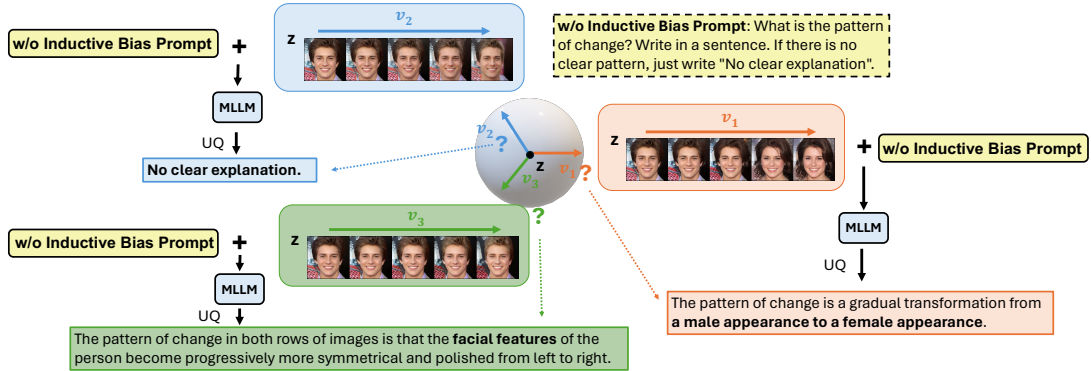 w/o Inductive Bias Prompt
+
MLLM
UQ
No clear explanation.
z
v₂
w/o Inductive Bias Prompt: What is the pattern
of change? Write in a sentence. If there is no
clear pattern, just write "No clear explanation".
v₂
?
z
v₁
?
v₃
?
z
v₁
+
w/o Inductive Bias Prompt
MLLM
UQ
The pattern of change is a gradual transformation from
a male appearance to a female appearance.
w/o Inductive Bias Prompt
+
MLLM
UQ
z
v₃
The pattern of change in both rows of images is that the facial features of the
person become progressively more symmetrical and polished from left to right.